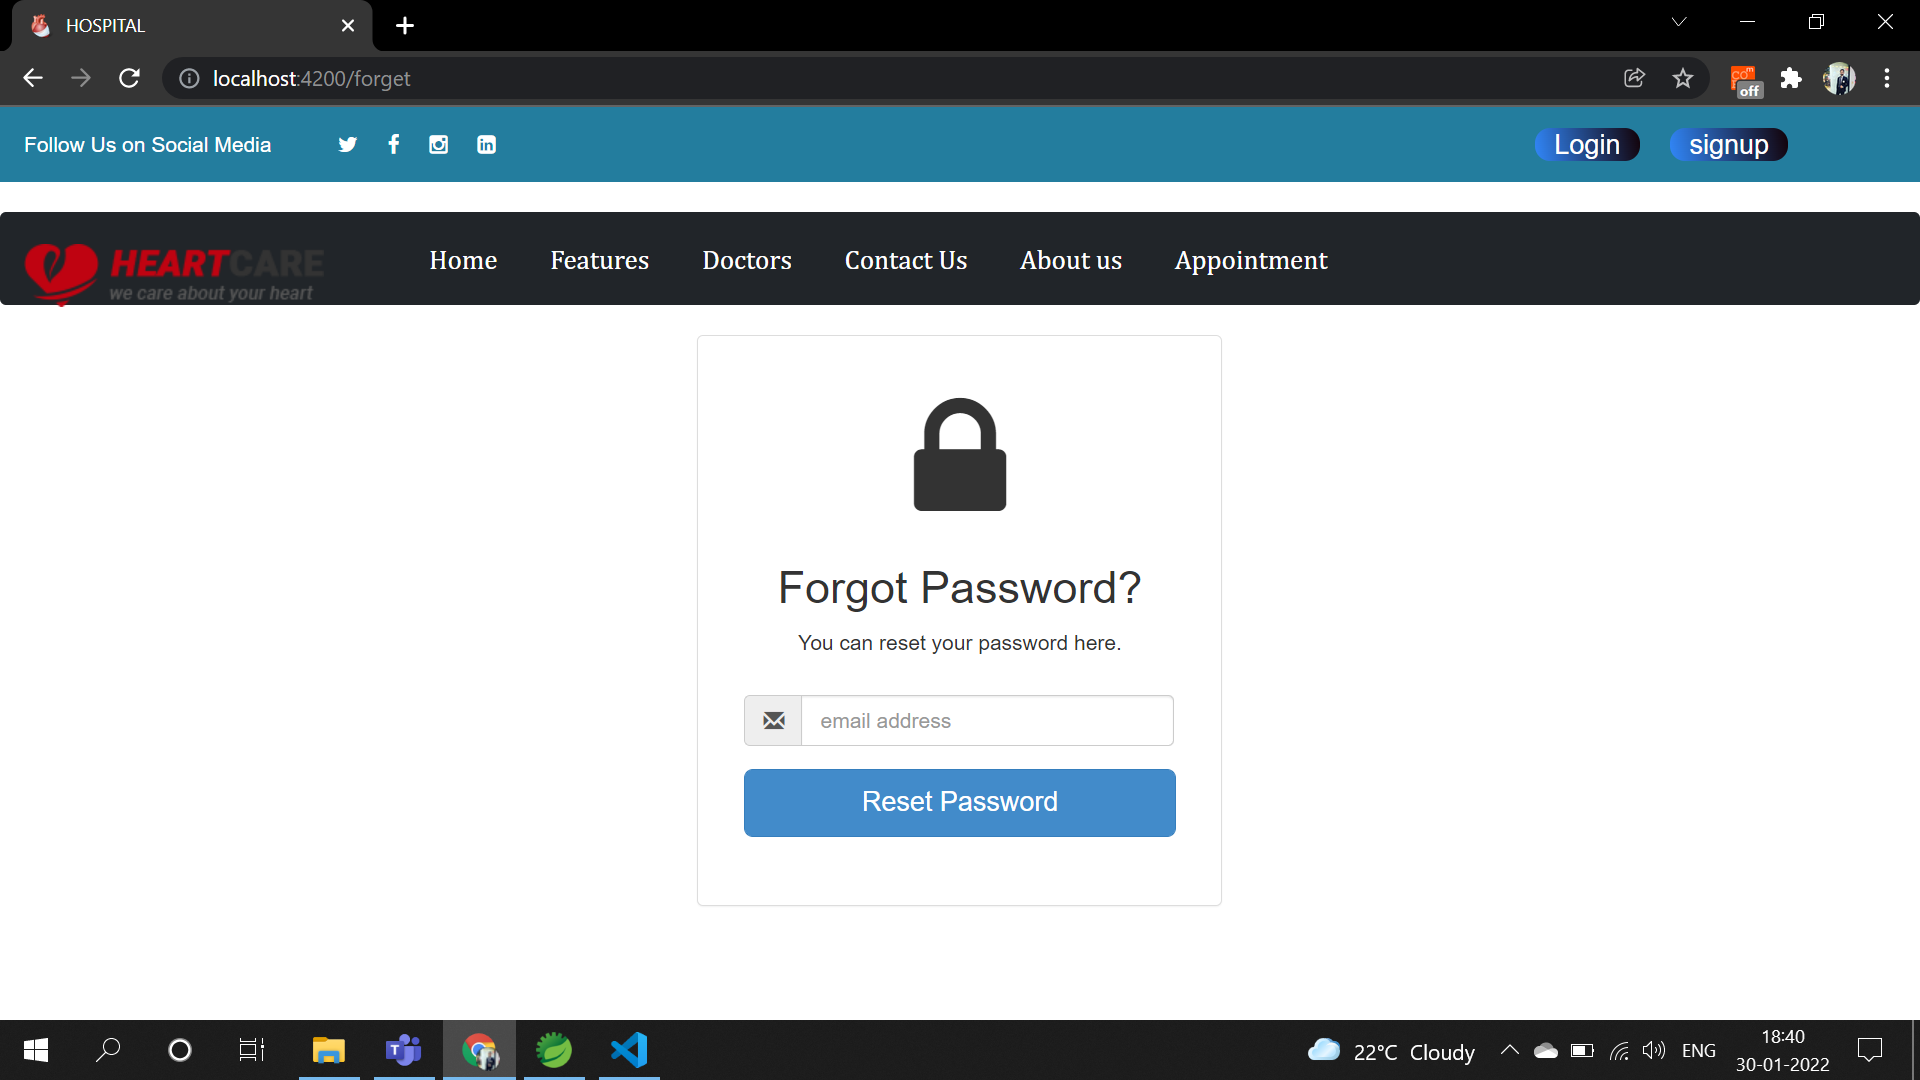 HOSPITAL
localhost:4200/forget
off
Follow Us on Social Media
Login signup
HEARTCARE
we care about your heart
Home Features Doctors Contact Us About us Appointment
Forgot Password?
You can reset your password here.
email address
Reset Password
22°C Cloudy
ENG
18:40
30-01-2022